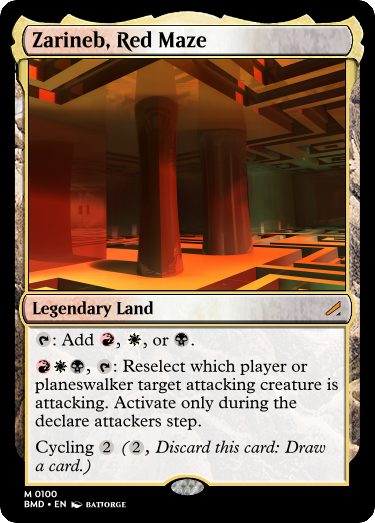 Zarineb, Red Maze
Legendary Land
: Add , , or .
, : Reselect which player or
planeswalker target attacking creature is
attacking. Activate only during the
declare attackers step.
Cycling 2 (2, Discard this card: Draw
a card.)
M 0100
BMD • EN BATTORGE